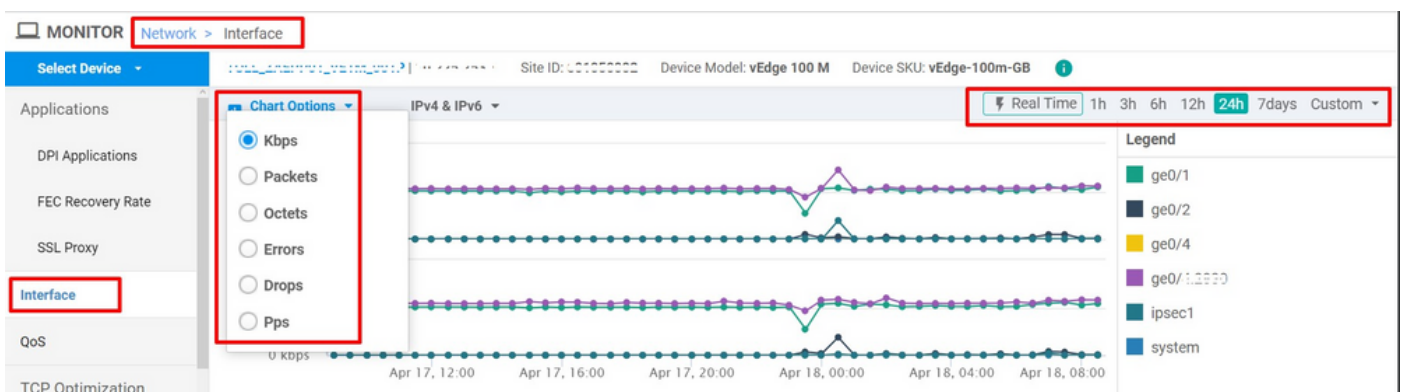 MONITOR Network > Interface
Select Device
Site ID: Device Model: vEdge 100 M Device SKU: vEdge-100m-GB
Applications
Chart Options IPv4 & IPv6
Real Time 1h 3h 6h 12h 24h 7days Custom
Kbps
Packets
Octets
Errors
Drops
Pps
DPI Applications
FEC Recovery Rate
SSL Proxy
Interface
QoS
TCP Optimization
0 kbps
Apr 17, 12:00 Apr 17, 16:00 Apr 17, 20:00 Apr 18, 00:00 Apr 18, 04:00 Apr 18, 08:00
Legend
ge0/1
ge0/2
ge0/4
ge0/
ipsec1
system